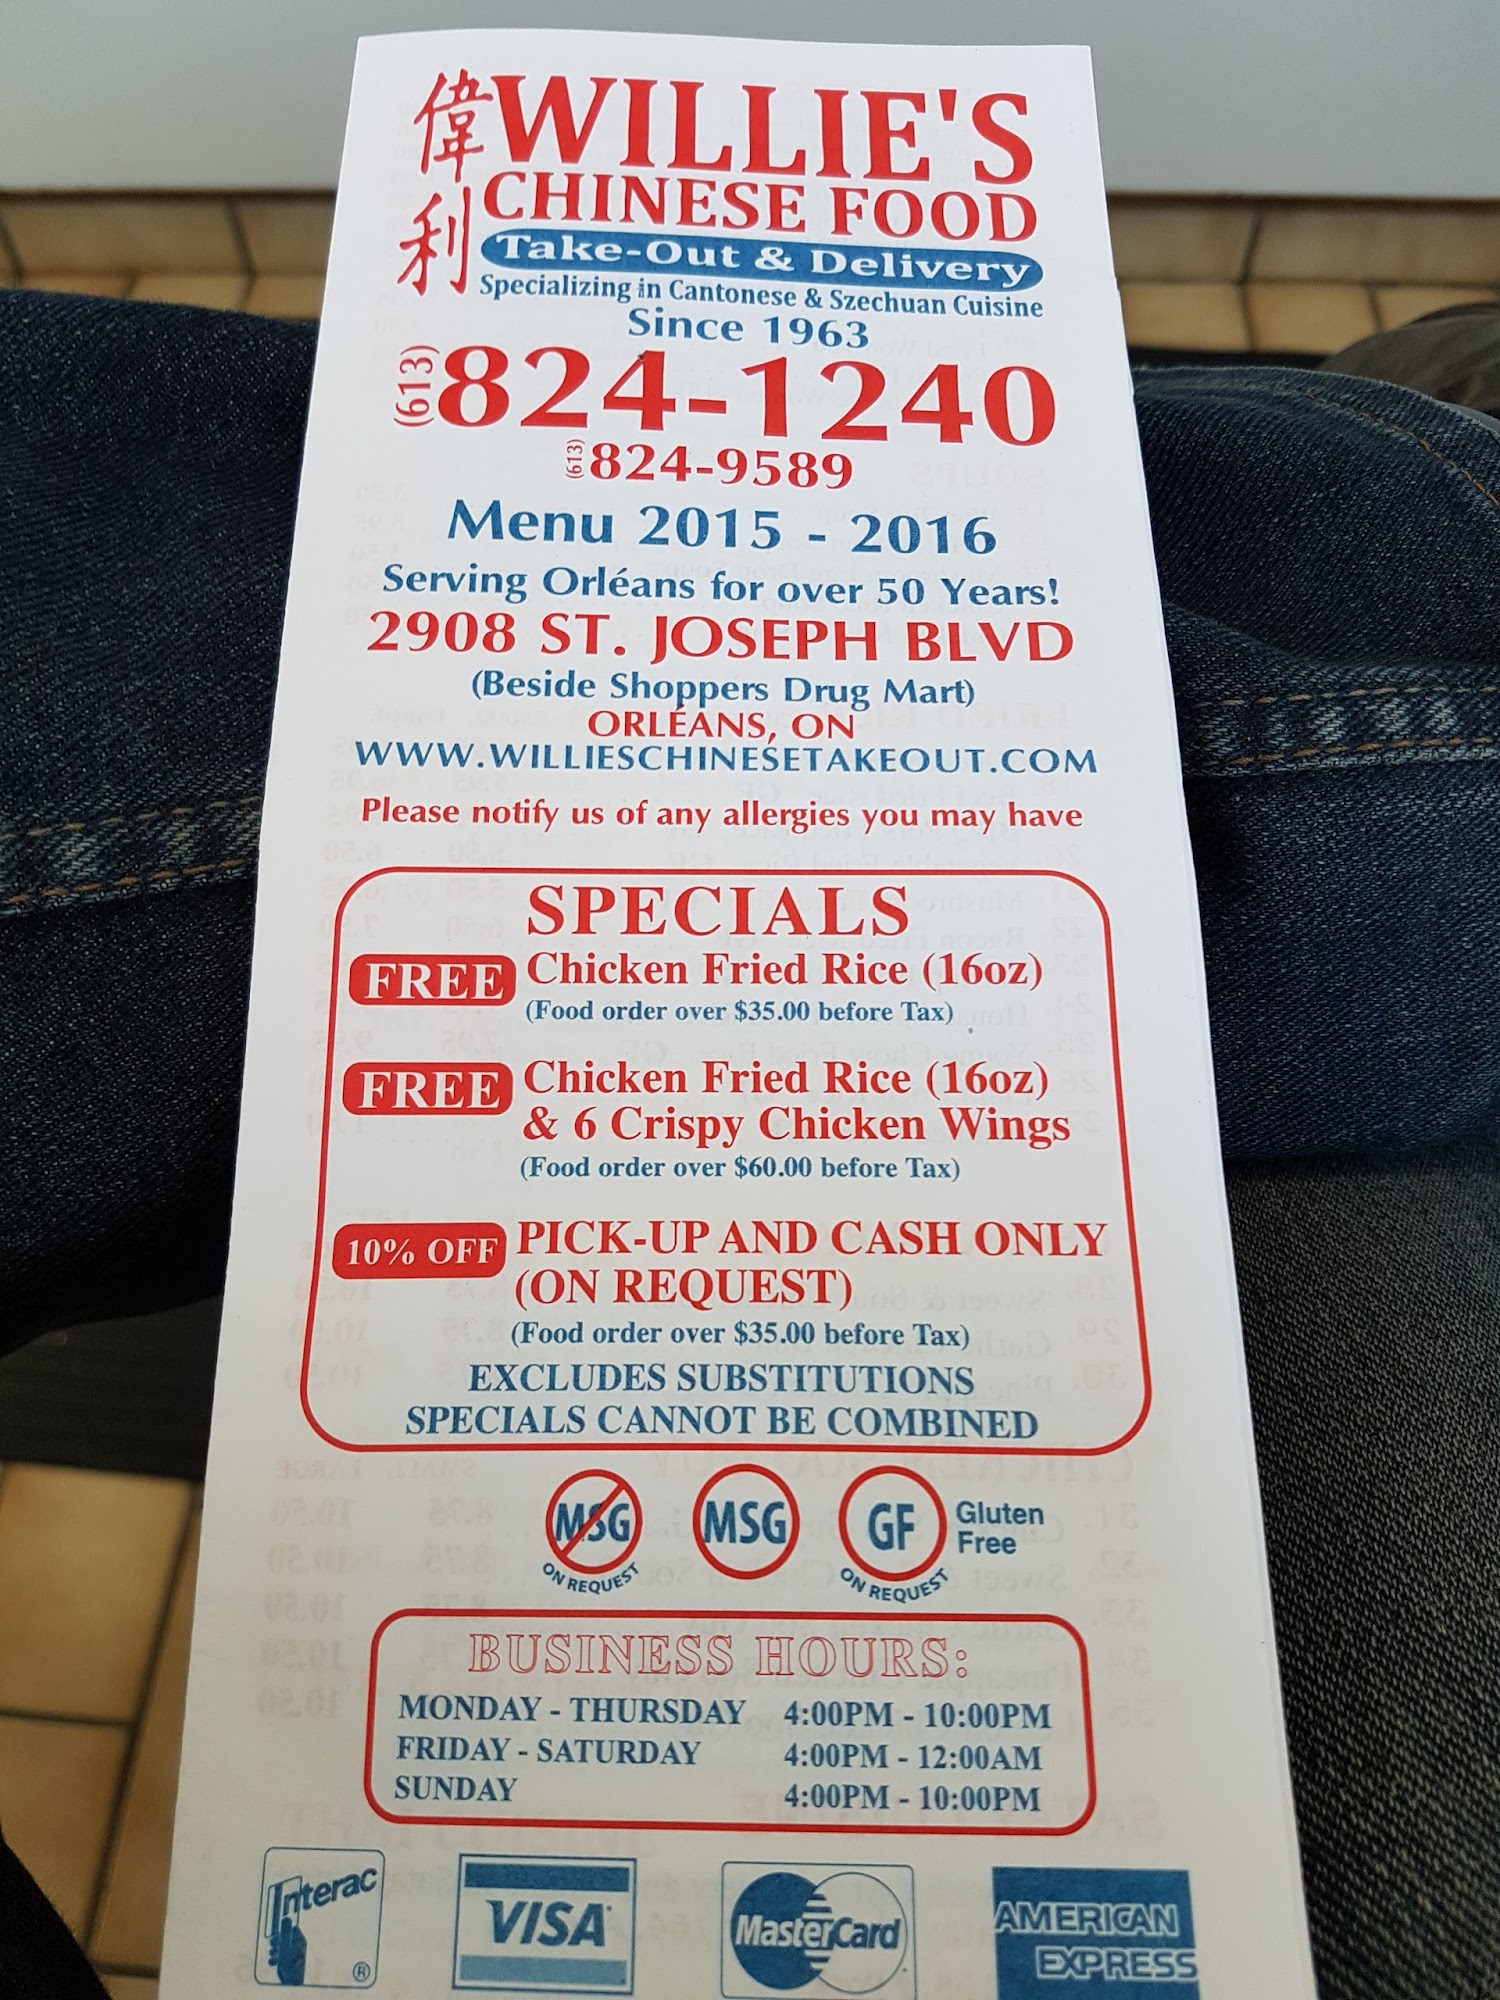 偉利
WILLIE'S
CHINESE FOOD
Take-Out & Delivery
Specializing in Cantonese & Szechuan Cuisine
Since 1963
(613) 824-1240
(613) 824-9589
Menu 2015 - 2016
Serving Orléans for over 50 Years!
2908 ST. JOSEPH BLVD
(Beside Shoppers Drug Mart)
ORLÉANS, ON
WWW.WILLIESCHINESETAKEOUT.COM
Please notify us of any allergies you may have
SPECIALS
FREE Chicken Fried Rice (16oz)
(Food order over $35.00 before Tax)
FREE Chicken Fried Rice (16oz)
& 6 Crispy Chicken Wings
(Food order over $60.00 before Tax)
10% OFF PICK-UP AND CASH ONLY
(ON REQUEST)
(Food order over $35.00 before Tax)
EXCLUDES SUBSTITUTIONS
SPECIALS CANNOT BE COMBINED
MSG ON REQUEST
MSG
GF ON REQUEST
Gluten
Free
BUSINESS HOURS:
MONDAY - THURSDAY 4:00PM - 10:00PM
FRIDAY - SATURDAY 4:00PM - 12:00AM
SUNDAY 4:00PM - 10:00PM
Interac ®
VISA
MasterCard
AMERICAN
EXPRESS